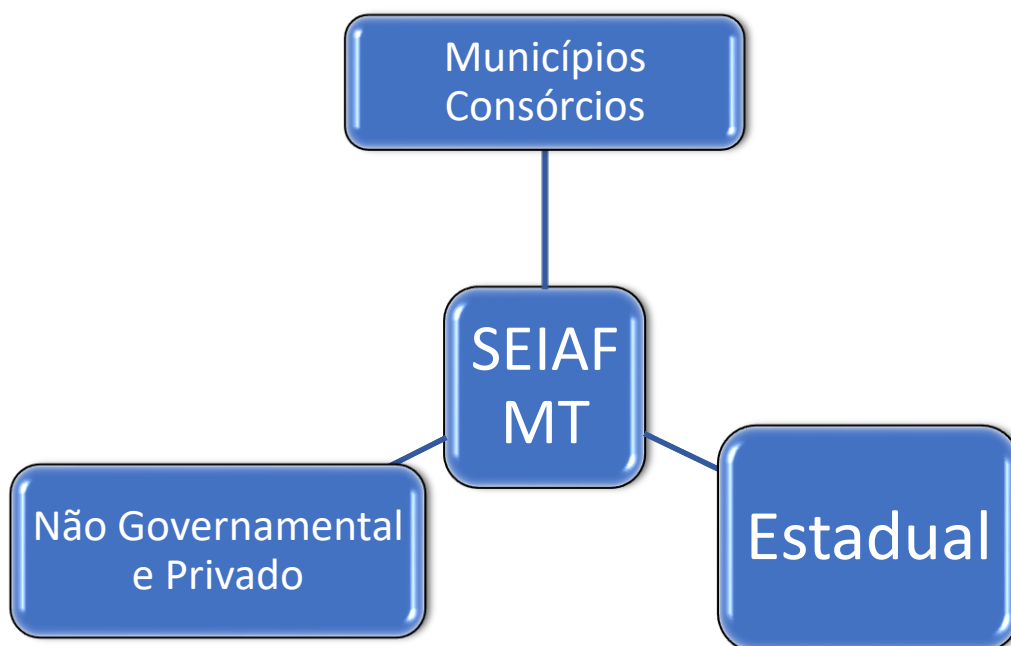 Municípios
Consórcios
SEIAF
MT
Não Governamental
e Privado
Estadual